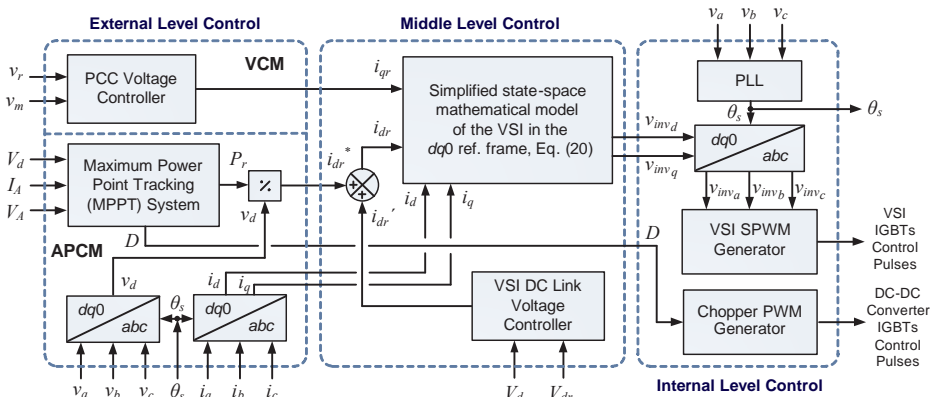 External Level Control
Middle Level Control
v_a v_b v_c
VCM
v_r
v_m
PCC Voltage
Controller
i_qr
Simplified state-space
mathematical model
of the VSI in the
dq0 ref. frame, Eq. (20)
PLL
θ_s
θ_s
V_d
I_A
V_A
Maximum Power
Point Tracking
(MPPT) System
P_r
÷
v_d
i_dr*
i_dr
+
+
i_dr′
i_d
i_q
v_inv_d
v_inv_q
dq0
abc
v_inv_a v_inv_b v_inv_c
APCM
D
D
VSI SPWM
Generator
VSI
IGBTs
Control
Pulses
v_d
dq0
abc
θ_s
i_d
i_q
dq0
abc
VSI DC Link
Voltage
Controller
Chopper PWM
Generator
DC-DC
Converter
IGBTs
Control
Pulses
v_a v_b v_c θ_s i_a i_b i_c
V_d V_dr
Internal Level Control